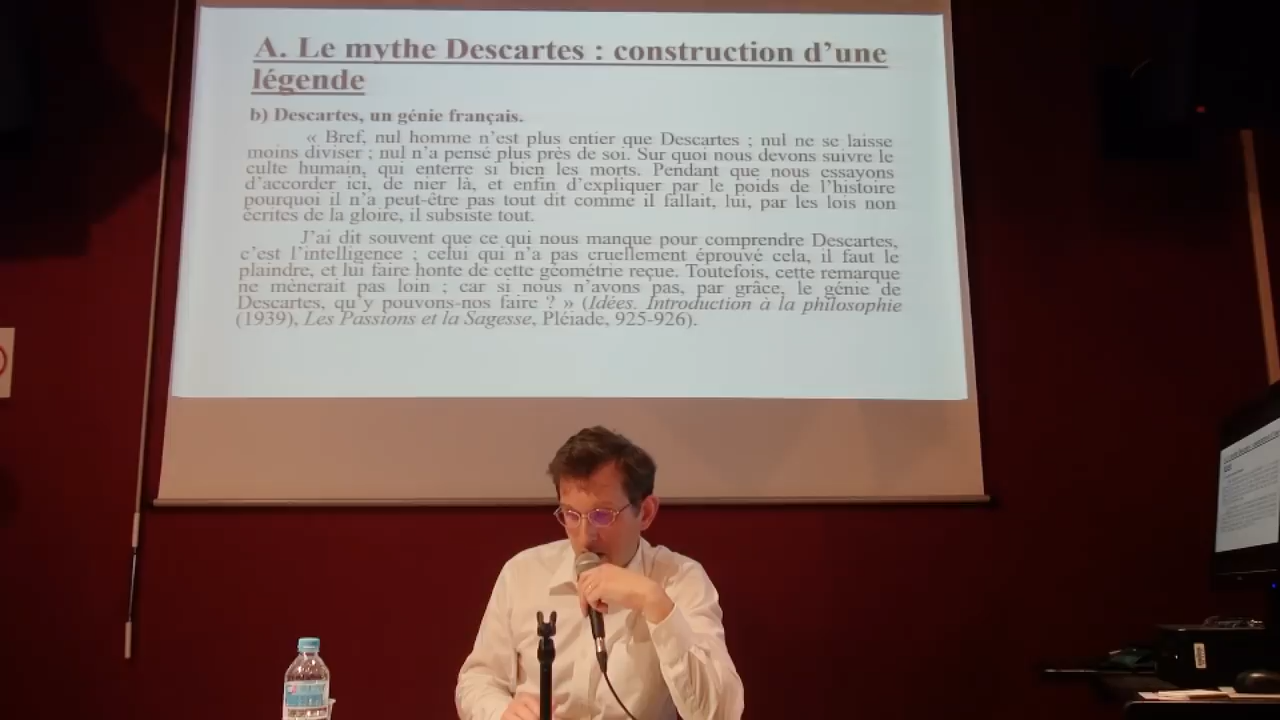 A. Le mythe Descartes : construction d’une
légende
b) Descartes, un génie français.
« Bref, nul homme n’est plus entier que Descartes ; nul ne se laisse
moins diviser ; nul n’a pensé plus près de soi. Sur quoi nous devons suivre le
culte humain, qui enterre si bien les morts. Pendant que nous essayons
d’accorder ici, de nier là, et enfin d’expliquer par le poids de l’histoire
pourquoi il n’a peut-être pas tout dit comme il fallait, lui, par les lois non
écrites de la gloire, il subsiste tout.
J’ai dit souvent que ce qui nous manque pour comprendre Descartes,
c’est l’intelligence ; celui qui n’a pas cruellement éprouvé cela, il faut le
plaindre, et lui faire honte de cette géométrie reçue. Toutefois, cette remarque
ne mènerait pas loin ; car si nous n’avons pas, par grâce, le génie de
Descartes, qu’y pouvons-nos faire ? » (Idées. Introduction à la philosophie
(1939), Les Passions et la Sagesse, Pléiade, 925-926).